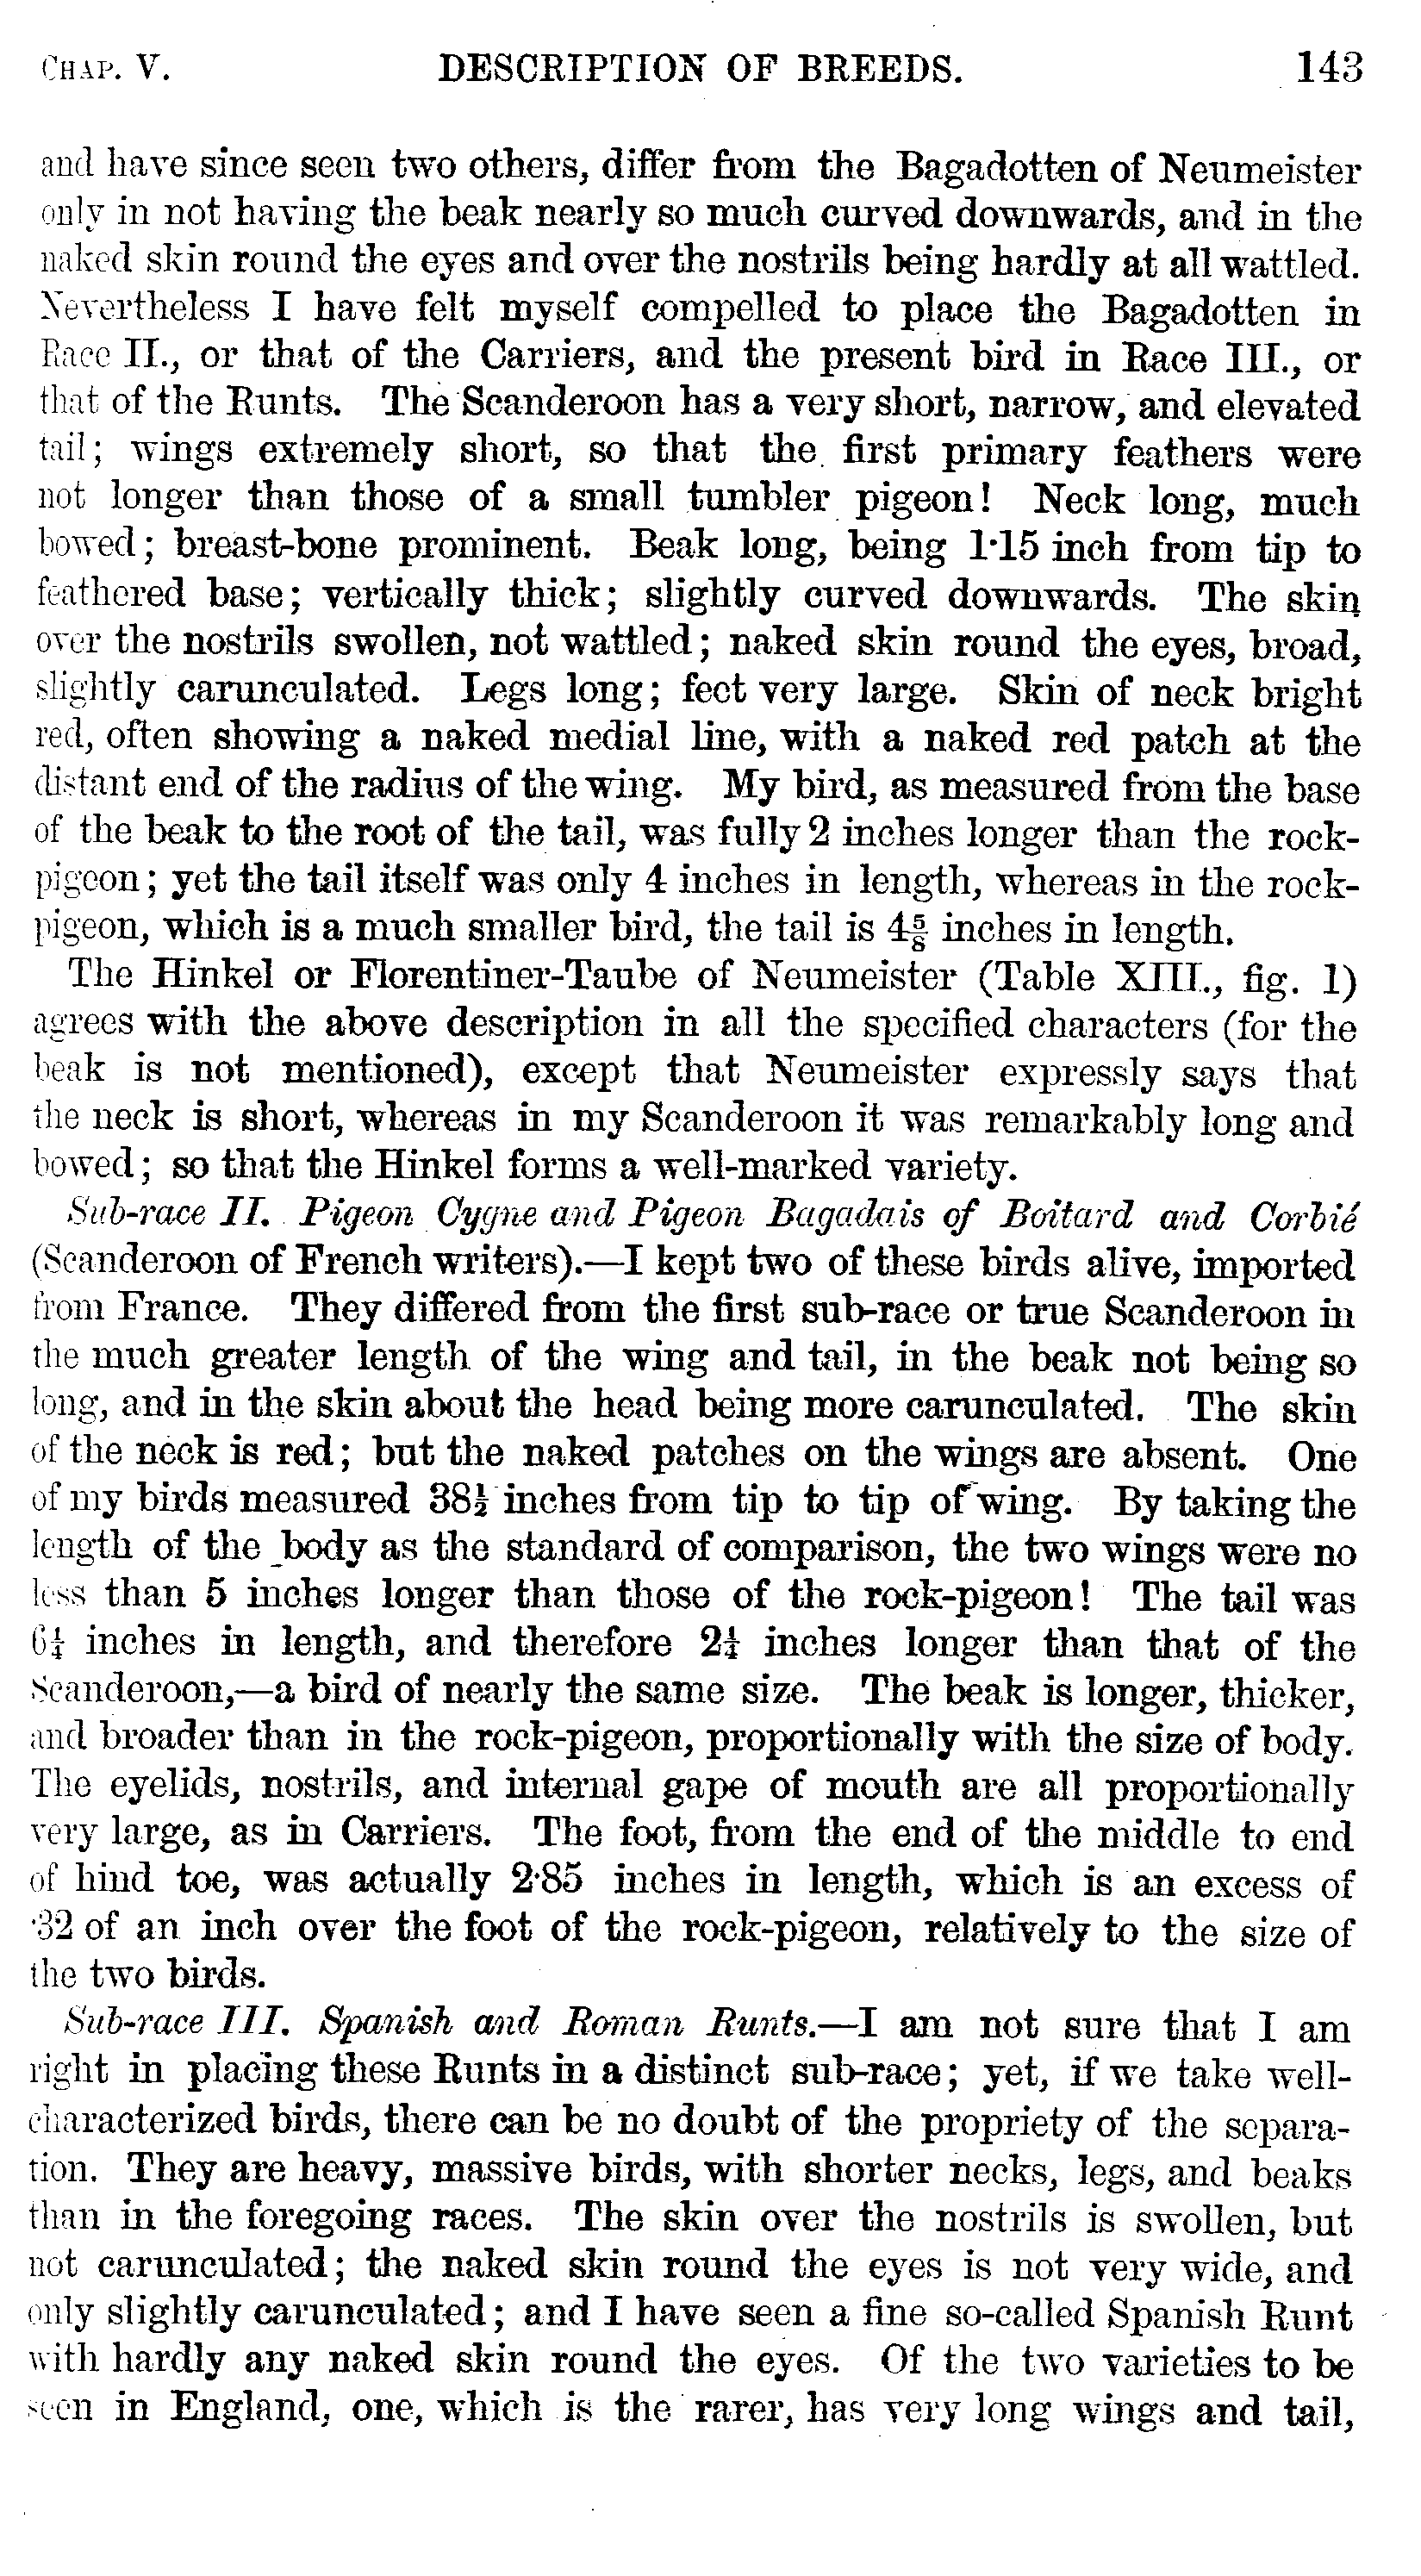 CHAP. V. DESCRIPTION OF BREEDS. 143
and have since seen two others, differ from the Bagadotten of Neumeister
only in not having the beak nearly so much curved downwards, and in the
naked skin round the eyes and over the nostrils being hardly at all wattled.
Nevertheless I have felt myself compelled to place the Bagadotten in
Race II., or that of the Carriers, and the present bird in Race III., or
that of the Runts. The Scanderoon has a very short, narrow, and elevated
tail; wings extremely short, so that the first primary feathers were
not longer than those of a small tumbler pigeon! Neck long, much
bowed; breast-bone prominent. Beak long, being 1·15 inch from tip to
feathered base; vertically thick; slightly curved downwards. The skin
over the nostrils swollen, not wattled; naked skin round the eyes, broad,
slightly carunculated. Legs long; feet very large. Skin of neck bright
red, often showing a naked medial line, with a naked red patch at the
distant end of the radius of the wing. My bird, as measured from the base
of the beak to the root of the tail, was fully 2 inches longer than the rock-
pigeon; yet the tail itself was only 4 inches in length, whereas in the rock-
pigeon, which is a much smaller bird, the tail is 4⅝ inches in length.
The Hinkel or Florentiner-Taube of Neumeister (Table XIII., fig. 1)
agrees with the above description in all the specified characters (for the
beak is not mentioned), except that Neumeister expressly says that
the neck is short, whereas in my Scanderoon it was remarkably long and
bowed; so that the Hinkel forms a well-marked variety.
Sub-race II. Pigeon Cygne and Pigeon Bagadais of Boitard and Corbié
(Scanderoon of French writers).—I kept two of these birds alive, imported
from France. They differed from the first sub-race or true Scanderoon in
the much greater length of the wing and tail, in the beak not being so
long, and in the skin about the head being more carunculated. The skin
of the neck is red; but the naked patches on the wings are absent. One
of my birds measured 38½ inches from tip to tip of wing. By taking the
length of the body as the standard of comparison, the two wings were no
less than 5 inches longer than those of the rock-pigeon! The tail was
6¼ inches in length, and therefore 2¼ inches longer than that of the
Scanderoon,—a bird of nearly the same size. The beak is longer, thicker,
and broader than in the rock-pigeon, proportionally with the size of body.
The eyelids, nostrils, and internal gape of mouth are all proportionally
very large, as in Carriers. The foot, from the end of the middle to end
of hind toe, was actually 2·85 inches in length, which is an excess of
·32 of an inch over the foot of the rock-pigeon, relatively to the size of
the two birds.
Sub-race III. Spanish and Roman Runts.—I am not sure that I am
right in placing these Runts in a distinct sub-race; yet, if we take well-
characterized birds, there can be no doubt of the propriety of the separa-
tion. They are heavy, massive birds, with shorter necks, legs, and beaks
than in the foregoing races. The skin over the nostrils is swollen, but
not carunculated; the naked skin round the eyes is not very wide, and
only slightly carunculated; and I have seen a fine so-called Spanish Runt
with hardly any naked skin round the eyes. Of the two varieties to be
seen in England, one, which is the rarer, has very long wings and tail,